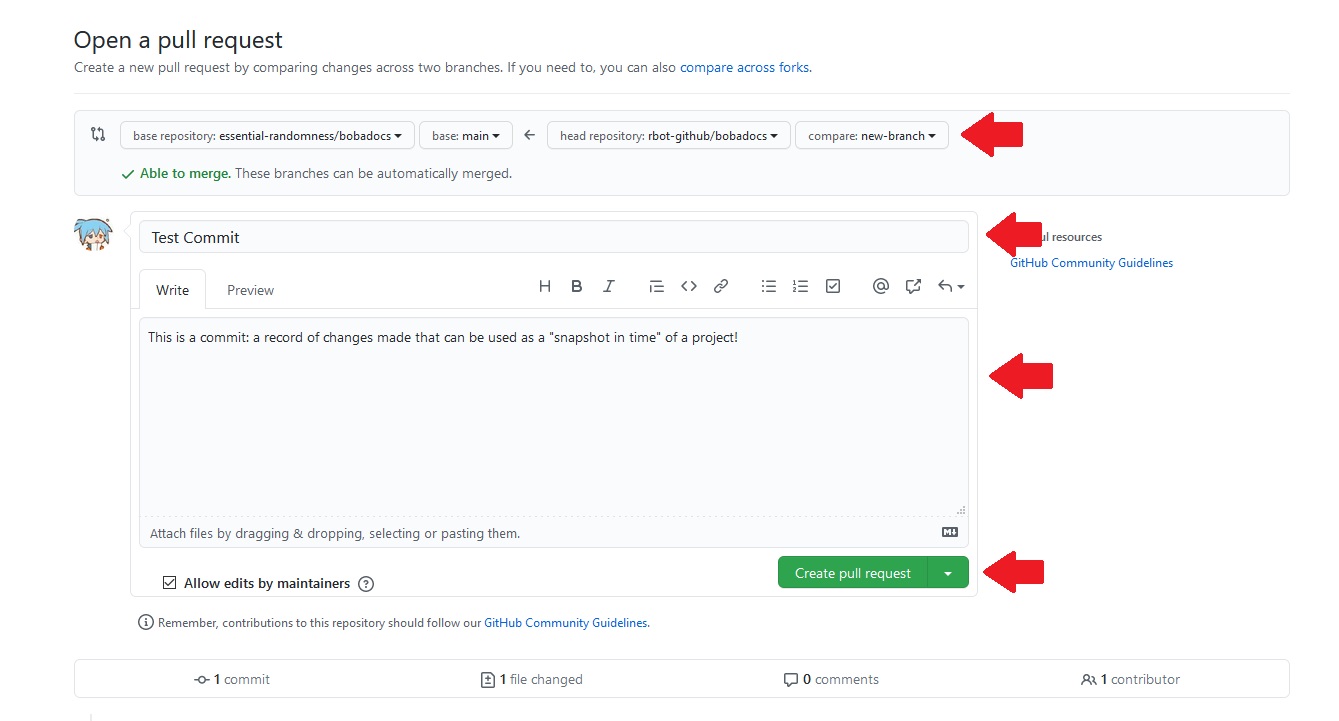 Open a pull request
Create a new pull request by comparing changes across two branches. If you need to, you can also compare across forks.
base repository: essential-randomness/bobadocs base: main head repository: rbot-github/bobadocs compare: new-branch
Able to merge. These branches can be automatically merged.
Test Commit
resources
GitHub Community Guidelines
Write Preview H B I
This is a commit: a record of changes made that can be used as a "snapshot in time" of a project!
Attach files by dragging & dropping, selecting or pasting them.
Allow edits by maintainers ?
Create pull request
Remember, contributions to this repository should follow our GitHub Community Guidelines.
1 commit 1 file changed 0 comments 1 contributor